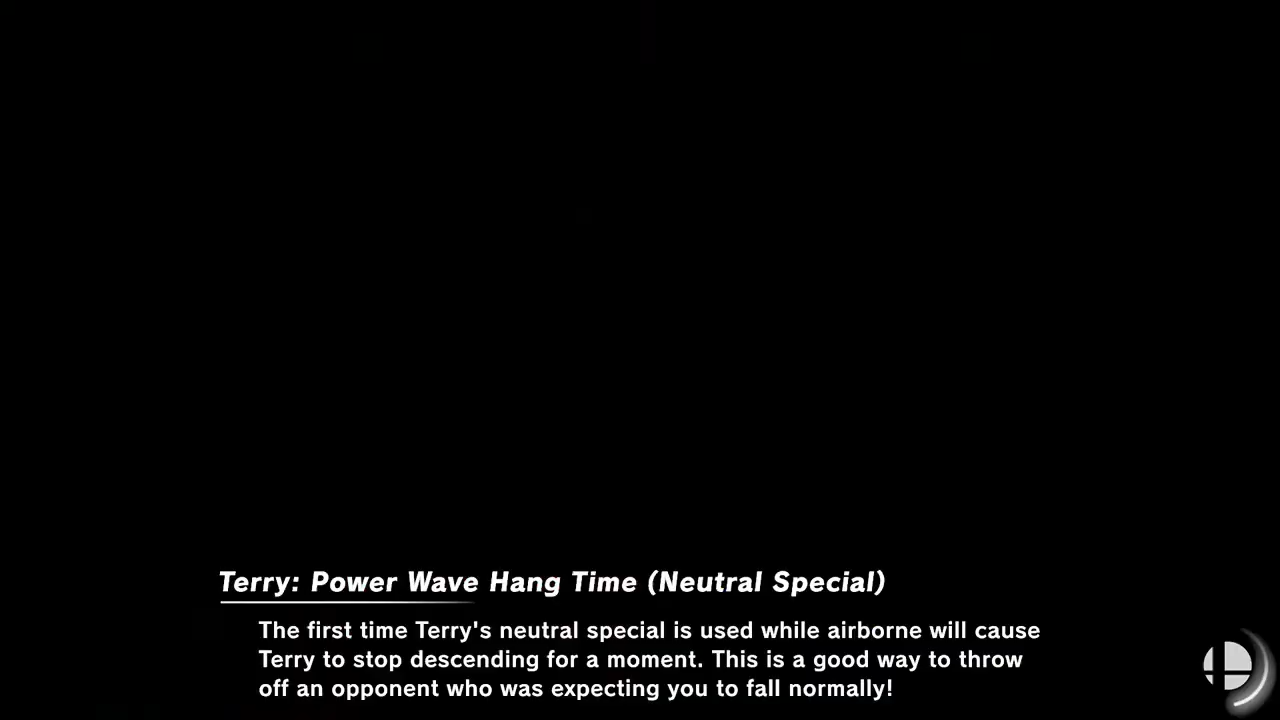 Terry: Power Wave Hang Time (Neutral Special)
The first time Terry's neutral special is used while airborne will cause
Terry to stop descending for a moment. This is a good way to throw
off an opponent who was expecting you to fall normally!